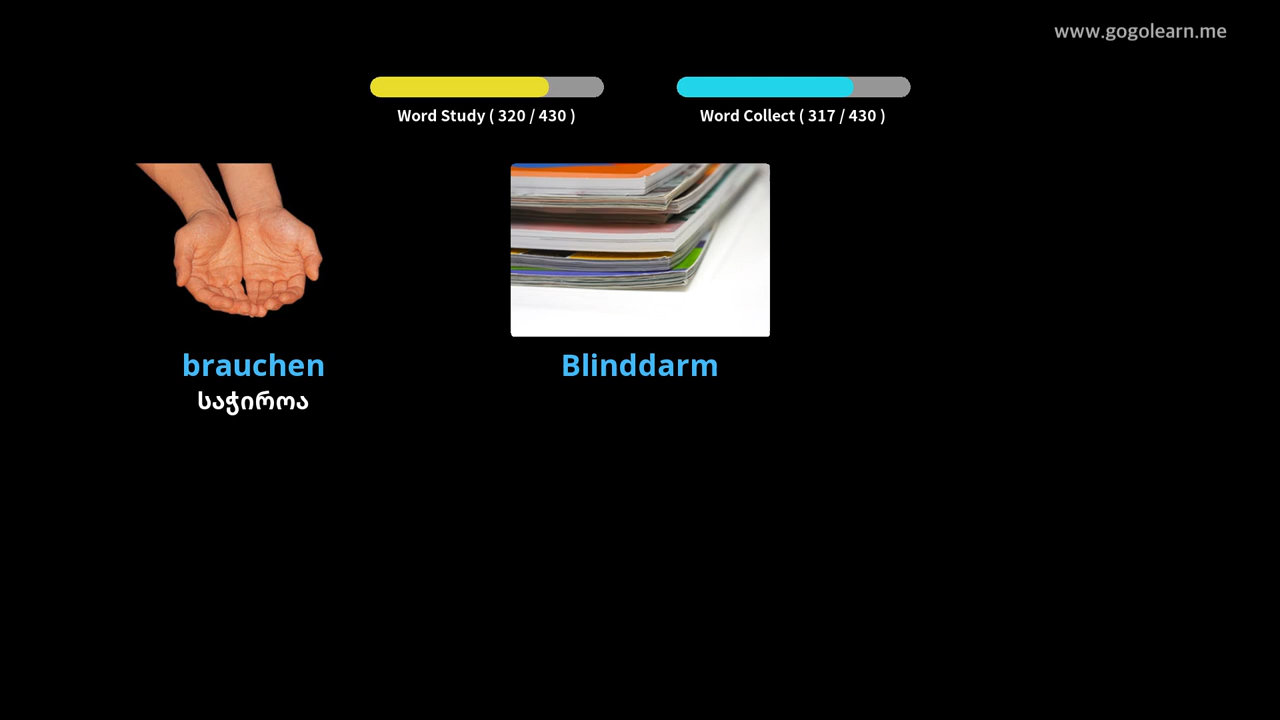 www.gogolearn.me
Word Study ( 320 / 430 )
Word Collect ( 317 / 430 )
brauchen
საჭიროა
Blinddarm